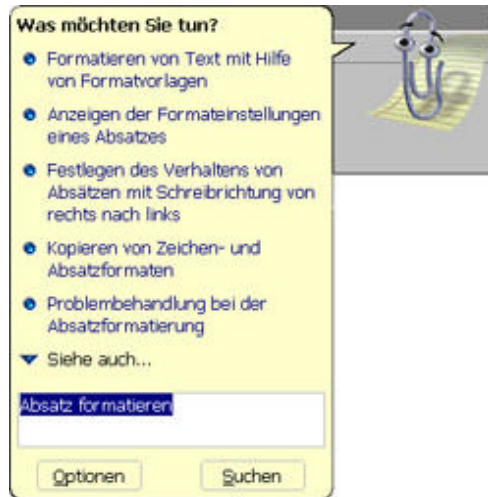 Was möchten Sie tun?
Formatieren von Text mit Hilfe
von Formatvorlagen
Anzeigen der Formateinstellungen
eines Absatzes
Festlegen des Verhaltens von
Absätzen mit Schreibrichtung von
rechts nach links
Kopieren von Zeichen- und
Absatzformaten
Problembehandlung bei der
Absatzformatierung
Siehe auch...
Absatz formatieren
Optionen Suchen